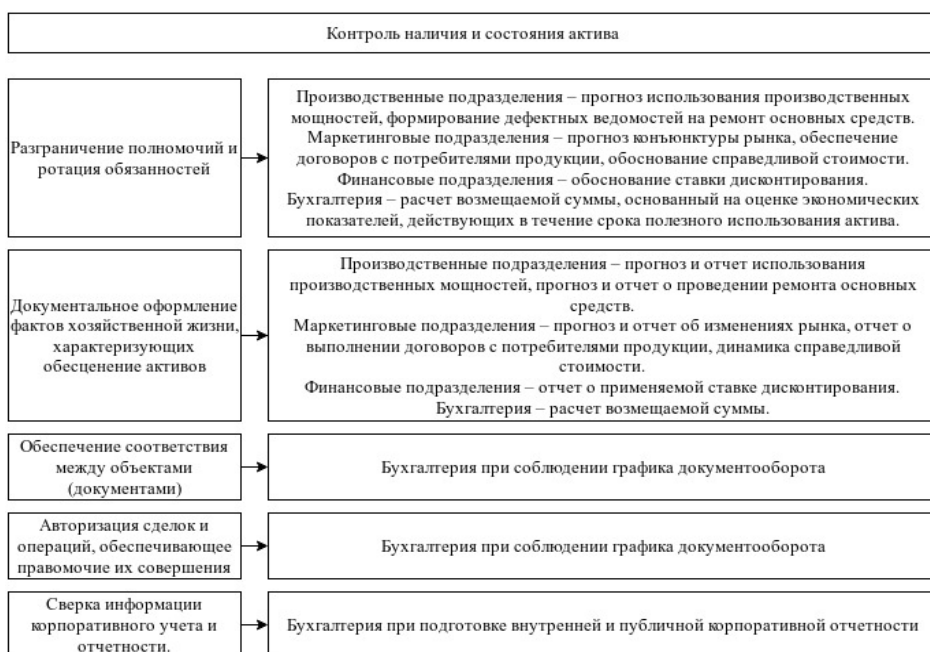 Контроль наличия и состояния актива
Разграничение полномочий и
ротация обязанностей
Производственные подразделения – прогноз использования производственных
мощностей, формирование дефектных ведомостей на ремонт основных средств.
Маркетинговые подразделения – прогноз конъюнктуры рынка, обеспечение
договоров с потребителями продукции, обоснование справедливой стоимости.
Финансовые подразделения – обоснование ставки дисконтирования.
Бухгалтерия – расчет возмещаемой суммы, основанный на оценке экономических
показателей, действующих в течение срока полезного использования актива.
Документальное оформление
фактов хозяйственной жизни,
характеризующих
обесценение активов
Производственные подразделения – прогноз и отчет использования
производственных мощностей, прогноз и отчет о проведении ремонта основных
средств.
Маркетинговые подразделения – прогноз и отчет об изменениях рынка, отчет о
выполнении договоров с потребителями продукции, динамика справедливой
стоимости.
Финансовые подразделения – отчет о применяемой ставке дисконтирования.
Бухгалтерия – расчет возмещаемой суммы.
Обеспечение соответствия
между объектами
(документами)
Бухгалтерия при соблюдении графика документооборота
Авторизация сделок и
операций, обеспечивающее
правомочие их совершения
Бухгалтерия при соблюдении графика документооборота
Сверка информации
корпоративного учета и
отчетности.
Бухгалтерия при подготовке внутренней и публичной корпоративной отчетности